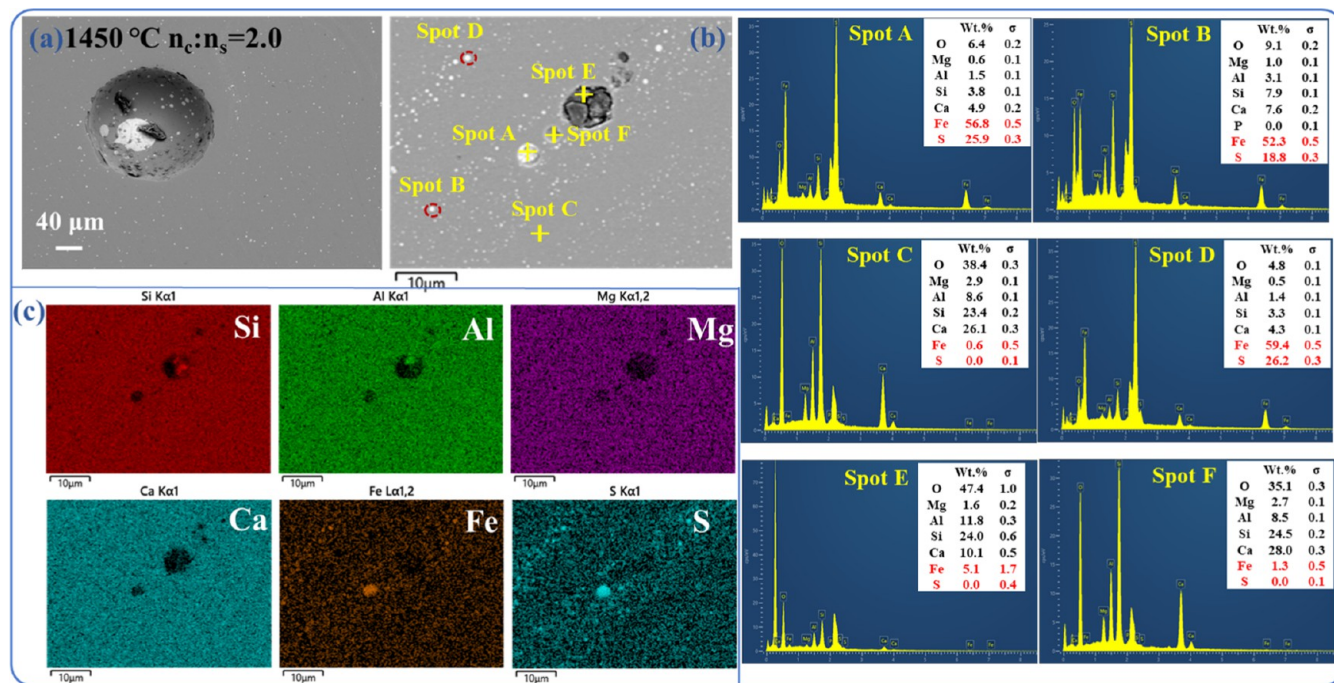 (a) 1450 °C nc:ns=2.0
40 μm
(b)
Spot D
Spot E
Spot A
Spot F
Spot B
Spot C
10μm
(c)
Si Kα1
Si
10μm
Al Kα1
Al
10μm
Mg Kα1,2
Mg
10μm
Ca Kα1
Ca
10μm
Fe Lα1,2
Fe
10μm
S Kα1
S
10μm
Spot A
Wt.% σ
O 6.4 0.2
Mg 0.6 0.1
Al 1.5 0.1
Si 3.8 0.1
Ca 4.9 0.2
Fe 56.8 0.5
S 25.9 0.3
Spot B
Wt.% σ
O 9.1 0.2
Mg 1.0 0.1
Al 3.1 0.1
Si 7.9 0.1
Ca 7.6 0.2
P 0.0 0.1
Fe 52.3 0.5
S 18.8 0.3
Spot C
Wt.% σ
O 38.4 0.3
Mg 2.9 0.1
Al 8.6 0.1
Si 23.4 0.2
Ca 26.1 0.3
Fe 0.6 0.5
S 0.0 0.1
Spot D
Wt.% σ
O 4.8 0.1
Mg 0.5 0.1
Al 1.4 0.1
Si 3.3 0.1
Ca 4.3 0.1
Fe 59.4 0.5
S 26.2 0.3
Spot E
Wt.% σ
O 47.4 1.0
Mg 1.6 0.2
Al 11.8 0.3
Si 24.0 0.6
Ca 10.1 0.5
Fe 5.1 1.7
S 0.0 0.4
Spot F
Wt.% σ
O 35.1 0.3
Mg 2.7 0.1
Al 8.5 0.1
Si 24.5 0.2
Ca 28.0 0.3
Fe 1.3 0.5
S 0.0 0.1